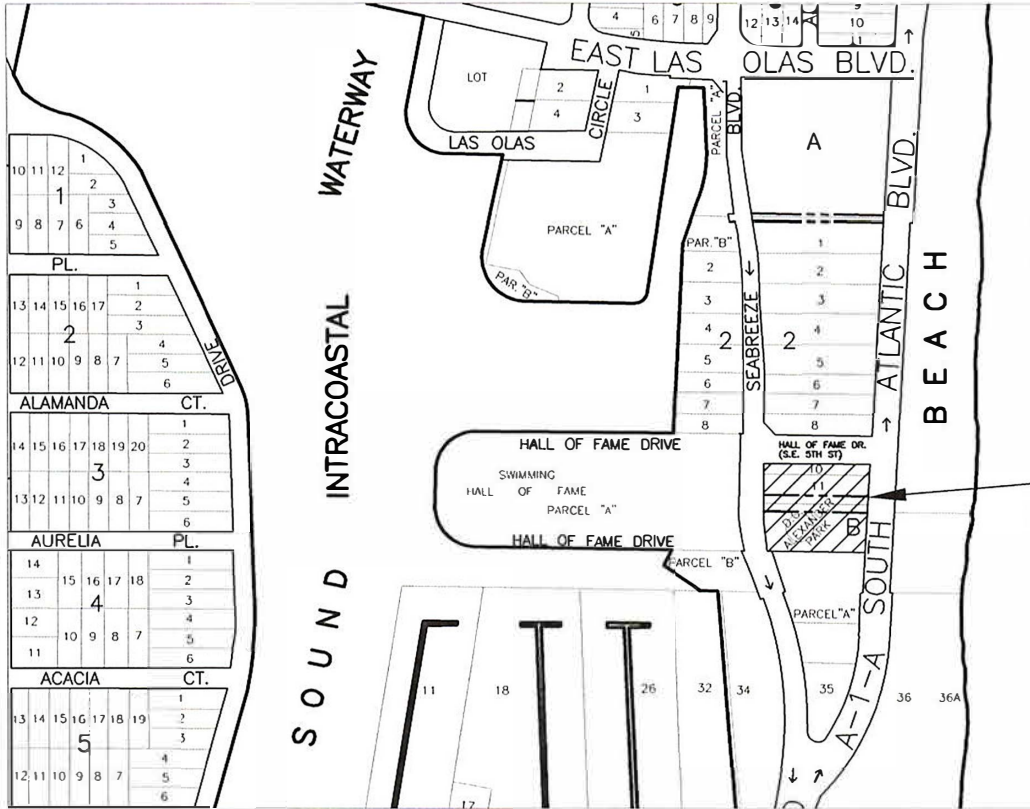 4
5
6 7 8 9
12 13 14
9
10
EAST LAS OLAS BLVD.
LOT
2
4
CIRCLE
1
3
LAS OLAS
PARCEL "A"
PAR. "B"
PARCEL "A"
BLVD.
A
ATLANTIC BLVD.
WATERWAY
INTRACOASTAL
SOUND
10 11 12
1
1
2
3
4
5
9 8 7 6
PL.
13 14 15 16 17
2
1
2
3
4
5
6
12 11 10 9 8 7
DRIVE
ALAMANDA CT.
14 15 16 17 18 19 20
3
1
2
3
4
5
6
13 12 11 10 9 8 7
AURELIA PL.
14
13
12
11
15 16 17 18
4
10 9 8 7
1
2
3
4
5
6
ACACIA CT.
13 14 15 16 17 18 19
5
12 11 10 9 8 7
1
2
3
4
5
6
PAR."B"
2
3
4
5
6
7
8
2
SEABREEZE
2
1
2
3
4
5
6
7
8
BEACH
HALL OF FAME DRIVE
SWIMMING
HALL OF FAME
PARCEL "A"
HALL OF FAME DRIVE
HALL OF FAME DR.
(S.E. 5TH ST)
10
11
D.G.
ALEXANDER
PARK
B
PARCEL "B"
PARCEL"A"
A-1-A SOUTH
11
18
26
32
34
35
36
36A
17